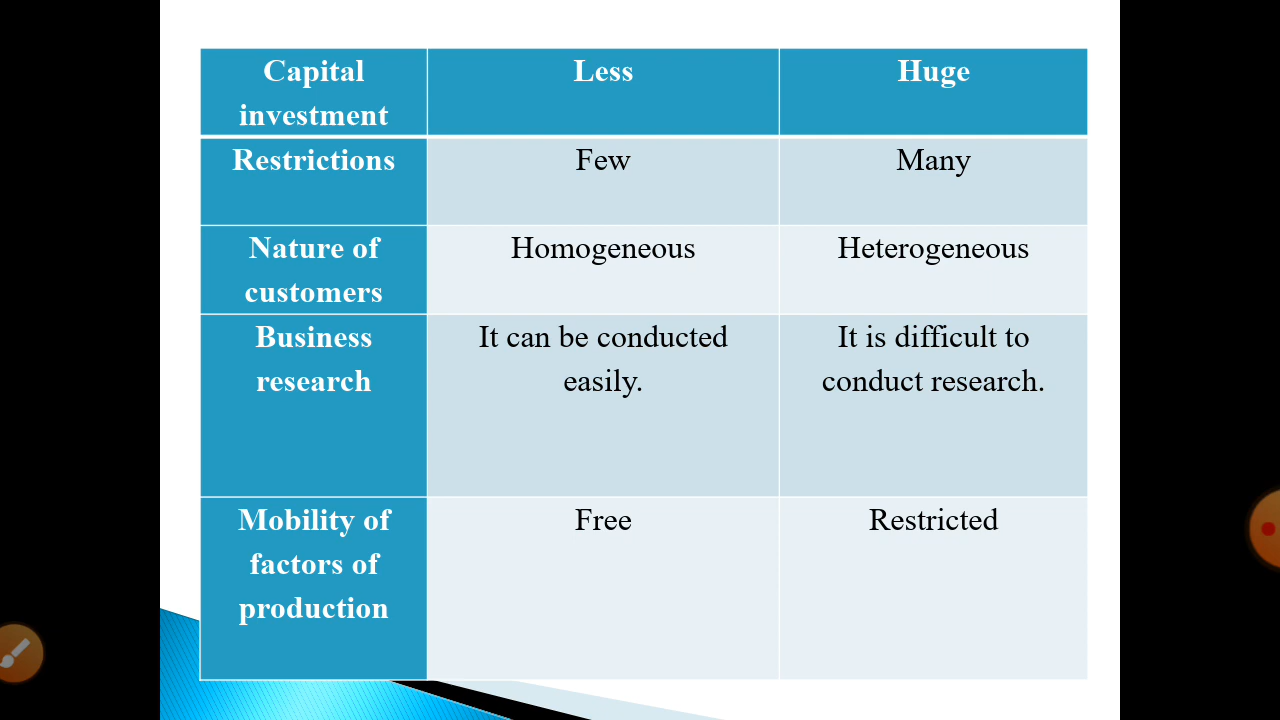 Capital investment Less Huge
Restrictions Few Many
Nature of customers Homogeneous Heterogeneous
Business research It can be conducted easily. It is difficult to conduct research.
Mobility of factors of production Free Restricted